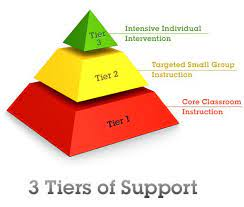 Tier
3
Intensive Individual
Intervention
Tier 2
Targeted Small Group
Instruction
Tier 1
Core Classroom
Instruction
3 Tiers of Support